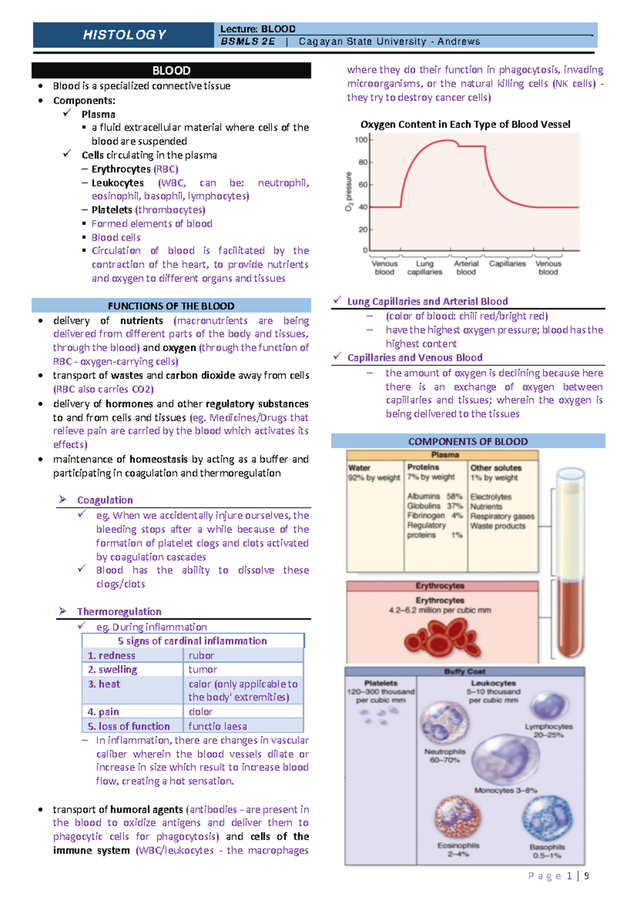 HISTOLOGY
Lecture: BLOOD
BSMLS 2E | Cagayan State University - Andrews
BLOOD
• Blood is a specialized connective tissue
• Components:
✓ Plasma
▪ a fluid extracellular material where cells of the
blood are suspended
✓ Cells circulating in the plasma
– Erythrocytes (RBC)
– Leukocytes (WBC, can be: neutrophil,
eosinophil, basophil, lymphocytes)
– Platelets (thrombocytes)
▪ Formed elements of blood
▪ Blood cells
▪ Circulation of blood is facilitated by the
contraction of the heart, to provide nutrients
and oxygen to different organs and tissues
FUNCTIONS OF THE BLOOD
• delivery of nutrients (macronutrients are being
delivered from different parts of the body and tissues,
through the blood) and oxygen (through the function of
RBC - oxygen-carrying cells)
• transport of wastes and carbon dioxide away from cells
(RBC also carries CO2)
• delivery of hormones and other regulatory substances
to and from cells and tissues (eg. Medicines/Drugs that
relieve pain are carried by the blood which activates its
effects)
• maintenance of homeostasis by acting as a buffer and
participating in coagulation and thermoregulation
➢ Coagulation
✓ eg. When we accidentally injure ourselves, the
bleeding stops after a while because of the
formation of platelet clogs and clots activated
by coagulation cascades
✓ Blood has the ability to dissolve these
clogs/clots
➢ Thermoregulation
✓ eg. During inflammation
5 signs of cardinal inflammation
1. redness rubor
2. swelling tumor
3. heat calor (only applicable to
the body' extremities)
4. pain dolor
5. loss of function functio laesa
– In inflammation, there are changes in vascular
caliber wherein the blood vessels dilate or
increase in size which result to increase blood
flow, creating a hot sensation.
• transport of humoral agents (antibodies - are present in
the blood to oxidize antigens and deliver them to
phagocytic cells for phagocytosis) and cells of the
immune system (WBC/leukocytes - the macrophages
where they do their function in phagocytosis, invading
microorganisms, or the natural killing cells (NK cells) -
they try to destroy cancer cells)
Oxygen Content in Each Type of Blood Vessel
O₂ pressure
100
80
60
40
20
0
Venous blood
Lung capillaries
Arterial blood
Capillaries
Venous blood
✓ Lung Capillaries and Arterial Blood
– (color of blood: chili red/bright red)
– have the highest oxygen pressure; blood has the
highest content
✓ Capillaries and Venous Blood
– the amount of oxygen is declining because here
there is an exchange of oxygen between
capillaries and tissues; wherein the oxygen is
being delivered to the tissues
COMPONENTS OF BLOOD
Plasma
Water
92% by weight
Proteins
7% by weight
Albumins 58%
Globulins 37%
Fibrinogen 4%
Regulatory
proteins 1%
Other solutes
1% by weight
Electrolytes
Nutrients
Respiratory gases
Waste products
Erythrocytes
Erythrocytes
4.2–6.2 million per cubic mm
Buffy Coat
Platelets
120–300 thousand
per cubic mm
Leukocytes
5–10 thousand
per cubic mm
Lymphocytes
20–25%
Neutrophils
60–70%
Monocytes 3–8%
Eosinophils
2–4%
Basophils
0.5–1%
Page 1 | 9